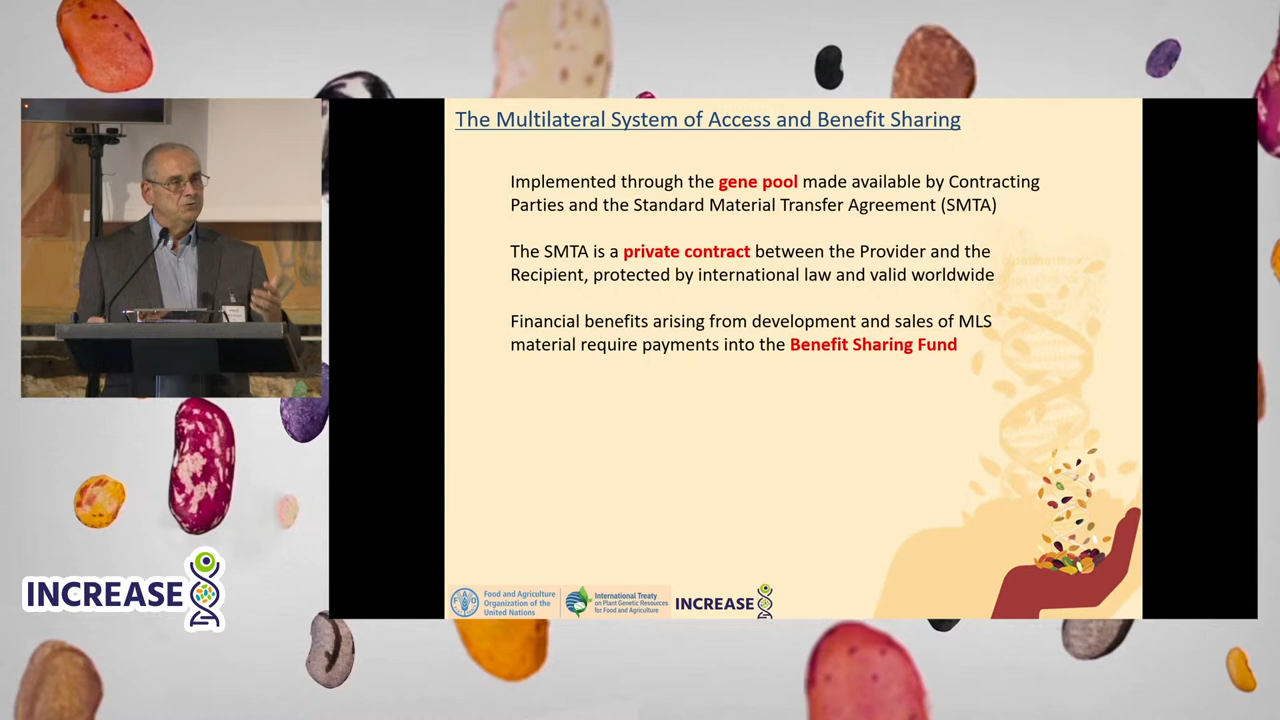 The Multilateral System of Access and Benefit Sharing
Implemented through the gene pool made available by Contracting
Parties and the Standard Material Transfer Agreement (SMTA)
The SMTA is a private contract between the Provider and the
Recipient, protected by international law and valid worldwide
Financial benefits arising from development and sales of MLS
material require payments into the Benefit Sharing Fund
Food and Agriculture
Organization of the
United Nations
International Treaty
on Plant Genetic Resources
for Food and Agriculture
INCREASE
INCREASE